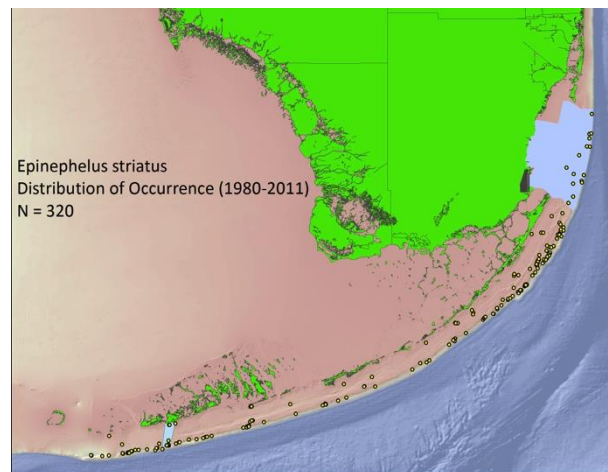 Epinephelus striatus
Distribution of Occurrence (1980-2011)
N = 320